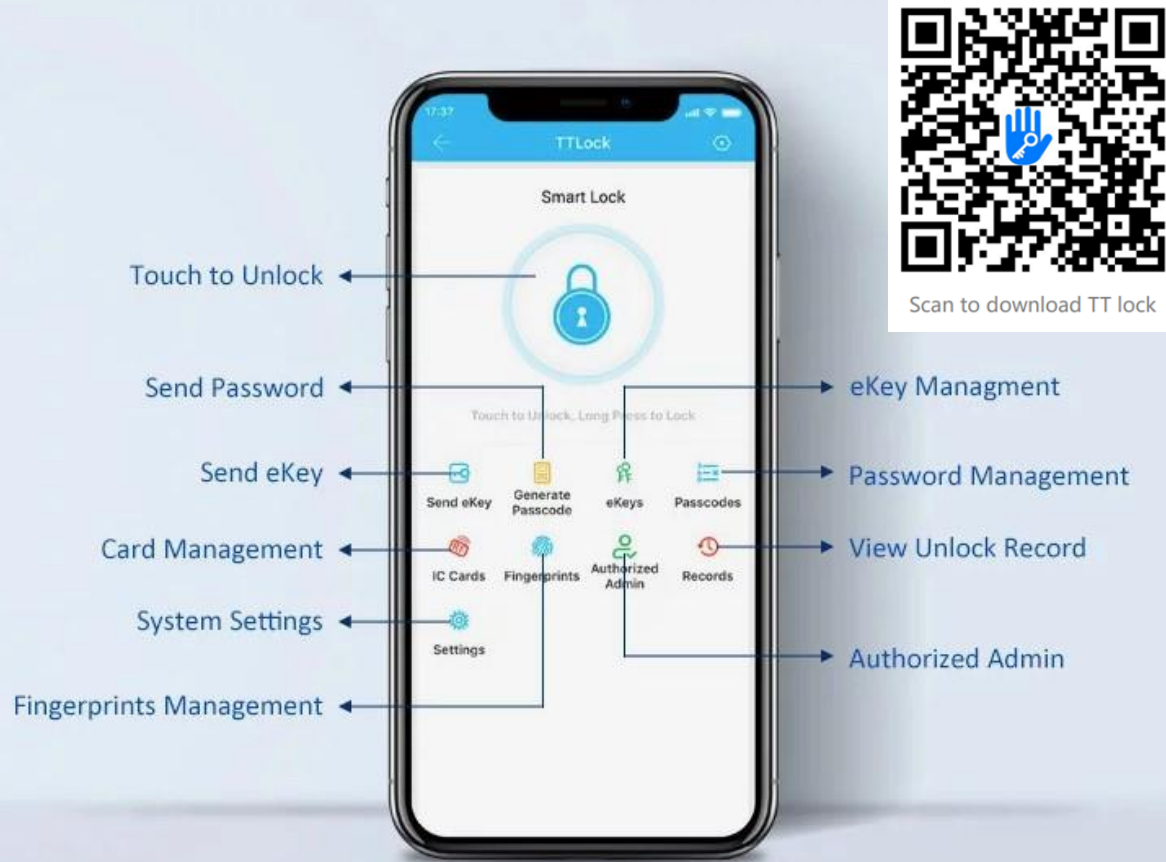 17:37
TTLock
Smart Lock
Scan to download TT lock
Touch to Unlock
Send Password
eKey Managment
Touch to Unlock, Long Press to Lock
Send eKey
Password Management
Send eKey
Generate
Passcode
eKeys
Passcodes
Card Management
View Unlock Record
IC Cards
Fingerprints
Authorized
Admin
Records
System Settings
Settings
Authorized Admin
Fingerprints Management